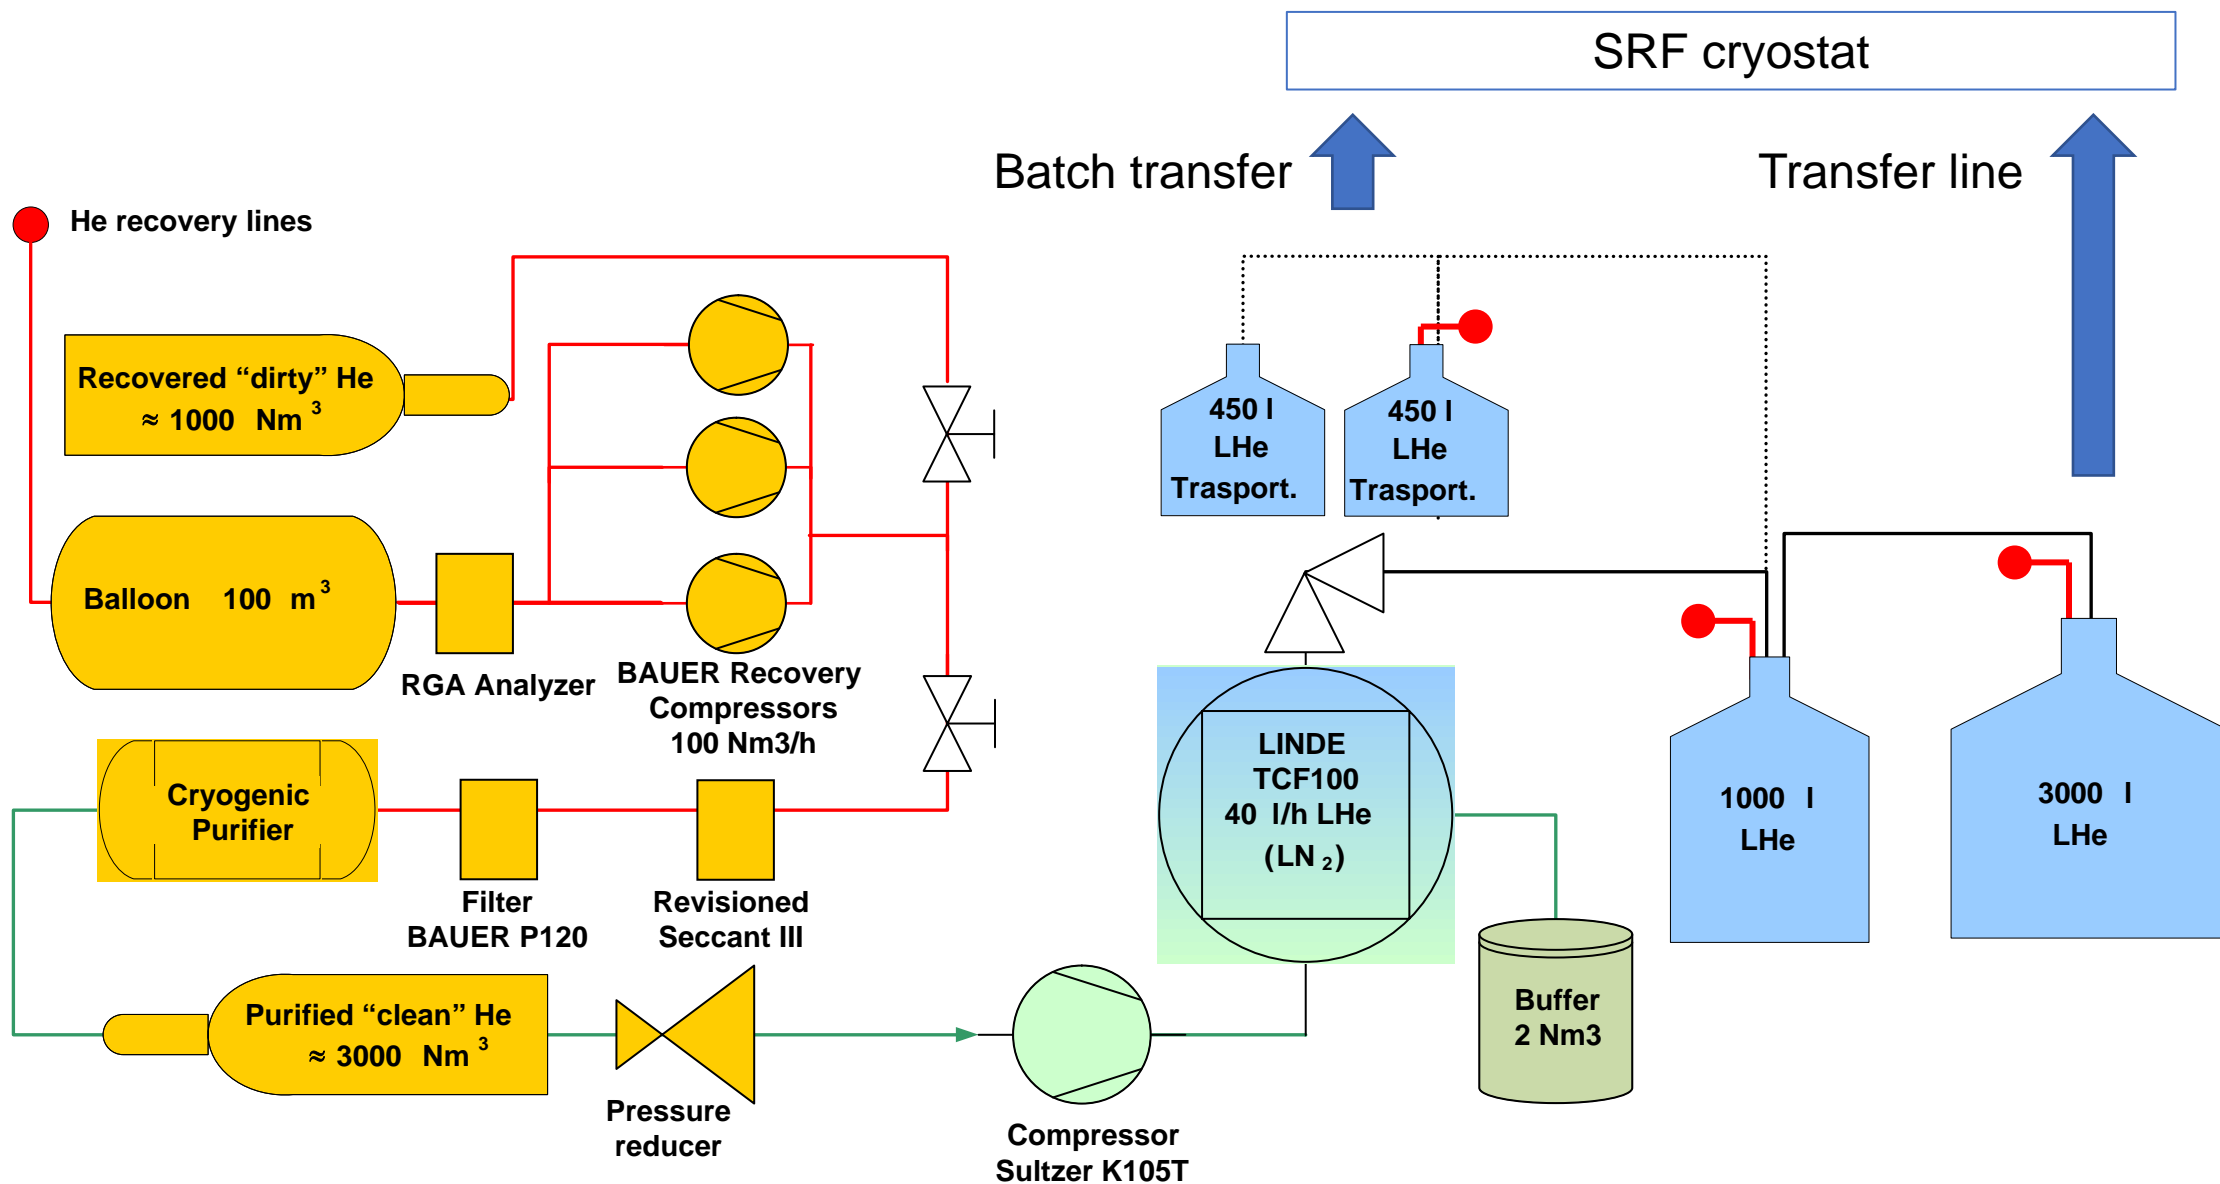 SRF cryostat
Batch transfer
Transfer line
He recovery lines
Recovered “dirty” He
≈ 1000 Nm 3
450 l
LHe
Trasport.
450 l
LHe
Trasport.
Balloon 100 m 3
RGA Analyzer
BAUER Recovery
Compressors
100 Nm3/h
Cryogenic
Purifier
Filter
BAUER P120
Revisioned
Seccant III
LINDE
TCF100
40 l/h LHe
(LN 2)
1000 l
LHe
3000 l
LHe
Purified “clean” He
≈ 3000 Nm 3
Pressure
reducer
Compressor
Sultzer K105T
Buffer
2 Nm3